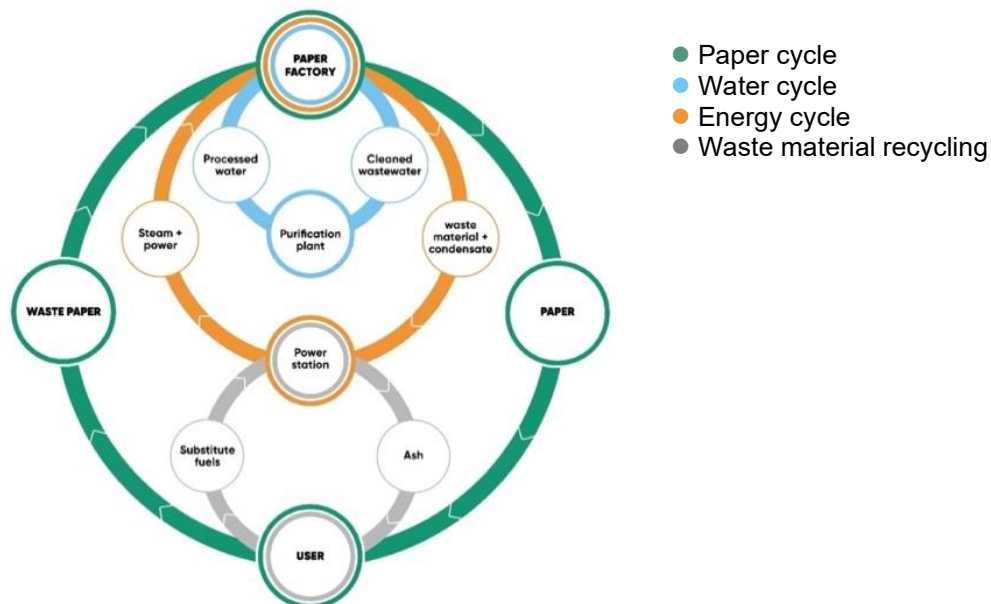 PAPER
FACTORY
Paper cycle
Water cycle
Energy cycle
Waste material recycling
Processed
water
Cleaned
wastewater
Steam +
power
Purification
plant
waste
material +
condensate
WASTE PAPER
PAPER
Power
station
Substitute
fuels
Ash
USER